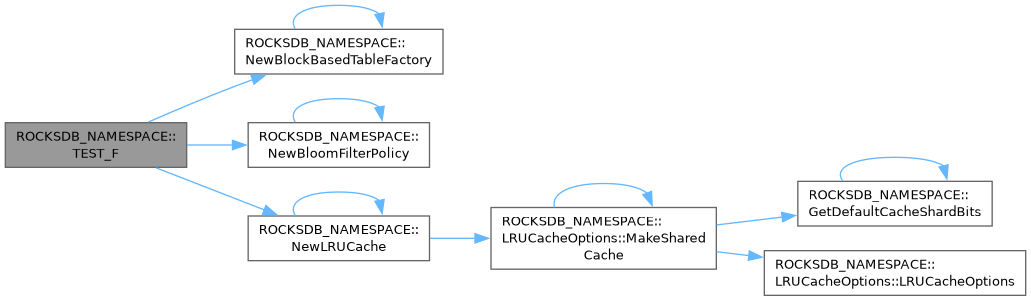 ROCKSDB_NAMESPACE::
NewBlockBasedTableFactory
ROCKSDB_NAMESPACE::
TEST_F
ROCKSDB_NAMESPACE::
NewBloomFilterPolicy
ROCKSDB_NAMESPACE::
NewLRUCache
ROCKSDB_NAMESPACE::
LRUCacheOptions::MakeShared
Cache
ROCKSDB_NAMESPACE::
GetDefaultCacheShardBits
ROCKSDB_NAMESPACE::
LRUCacheOptions::LRUCacheOptions